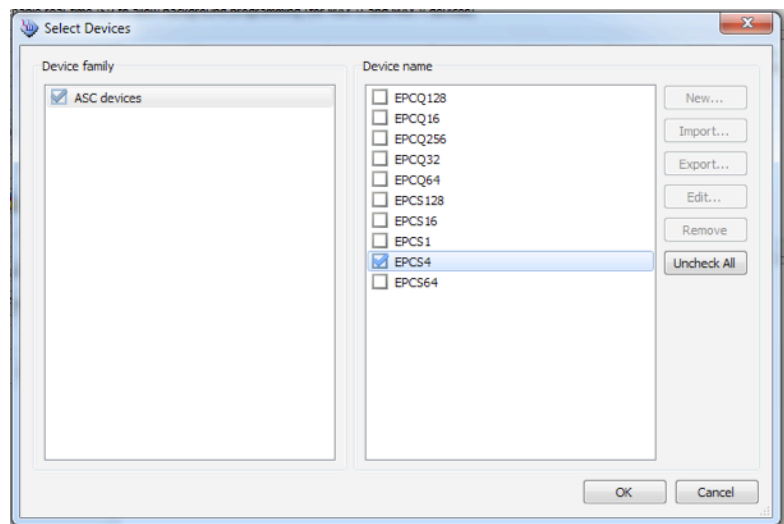 Select Devices
Device family
ASC devices
Device name
EPCQ128
EPCQ16
EPCQ256
EPCQ32
EPCQ64
EPCS128
EPCS16
EPCS1
EPCS4
EPCS64
New...
Import...
Export...
Edit...
Remove
Uncheck All
OK
Cancel